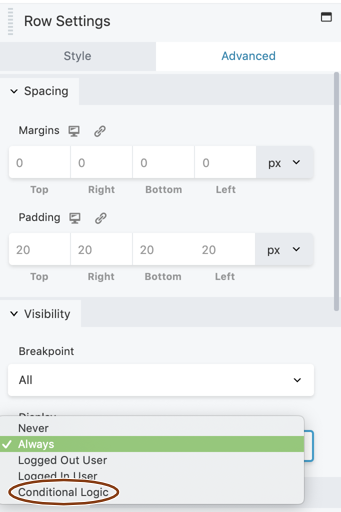 Row Settings
Style Advanced
Spacing
Margins
0 0 0 0 px
Top Right Bottom Left
Padding
20 20 20 20 px
Top Right Bottom Left
Visibility
Breakpoint
All
Display
Never
Always
Logged Out User
Logged In User
Conditional Logic